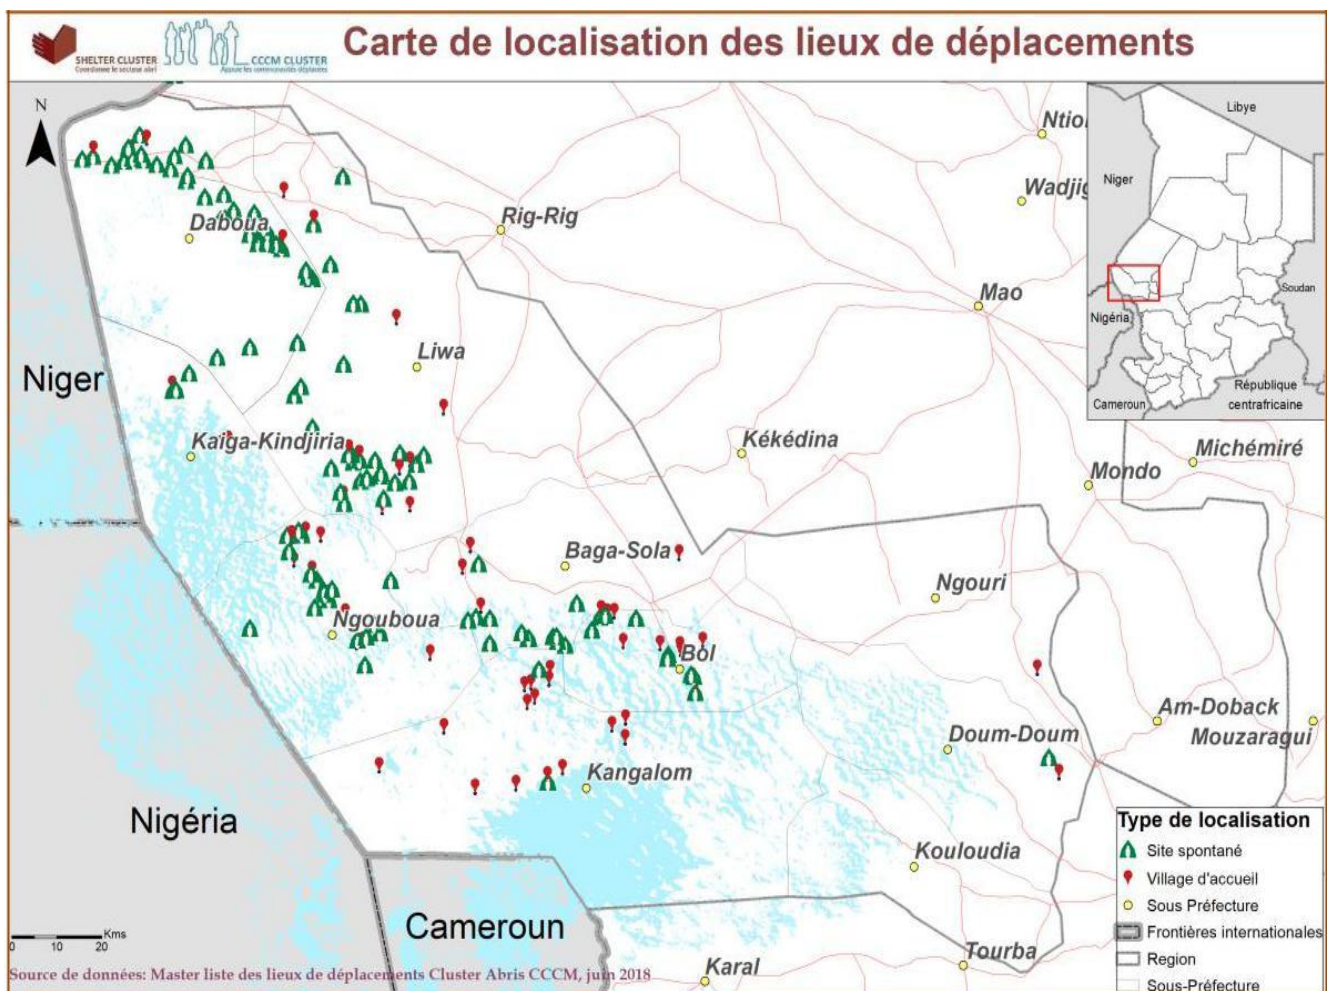 SHELTER CLUSTER
Coordonne le secteur abri
CCCM CLUSTER
Appuie les communautés déplacées
Carte de localisation des lieux de déplacements
N
Libye
Niger
Soudan
Nigéria
Cameroun
République
centrafricaine
Rig-Rig
Daboua
Mao
Liwa
Niger
Kaïga-Kindjiria
Kékédina
Michémiré
Mondo
Baga-Sola
Ngouri
Ngouboua
Bol
Am-Doback
Mouzaragui
Doum-Doum
Kangalom
Nigéria
Kouloudia
Cameroun
Tourba
Karal
Type de localisation
Site spontané
Village d'accueil
Sous Préfecture
Frontières internationales
Region
Sous-Préfecture
0 10 20 Kms
Source de données: Master liste des lieux de déplacements Cluster Abris CCCM, juin 2018